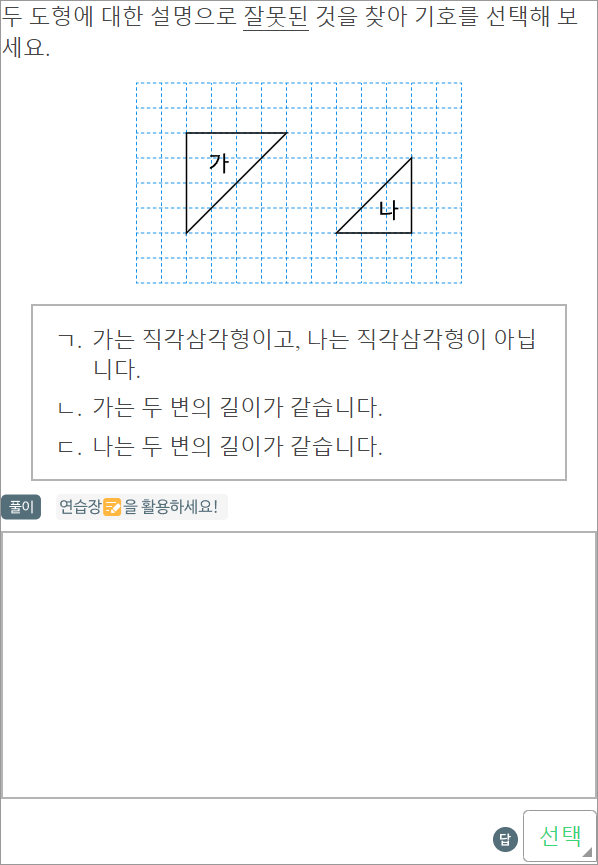 두 도형에 대한 설명으로 잘못된 것을 찾아 기호를 선택해 보
세요.
가
나
ㄱ. 가는 직각삼각형이고, 나는 직각삼각형이 아닙
니다.
ㄴ. 가는 두 변의 길이가 같습니다.
ㄷ. 나는 두 변의 길이가 같습니다.
풀이 연습장을 활용하세요!
답 선택